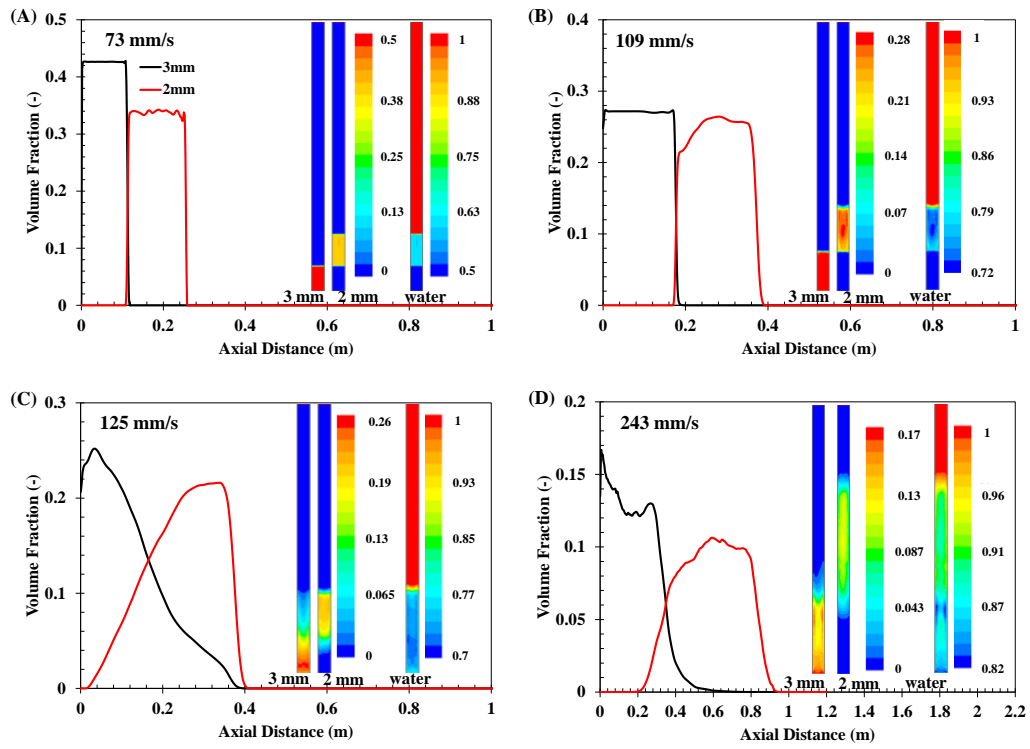 (A)
73 mm/s
3mm
2mm
0.5
0.4
0.3
0.2
0.1
0
Volume Fraction (-)
0 0.2 0.4 0.6 0.8 1
Axial Distance (m)
0.5
0.38
0.25
0.13
0
1
0.88
0.75
0.63
0.5
3 mm 2 mm water
(B)
109 mm/s
0.4
0.3
0.2
0.1
0
Volume Fraction (-)
0 0.2 0.4 0.6 0.8 1
Axial Distance (m)
0.28
0.21
0.14
0.07
0
1
0.93
0.86
0.79
0.72
3 mm 2 mm water
(C)
125 mm/s
0.3
0.2
0.1
0
Volume Fraction (-)
0 0.2 0.4 0.6 0.8 1
Axial Distance (m)
0.26
0.19
0.13
0.065
0
1
0.93
0.85
0.77
0.7
3 mm 2 mm water
(D)
243 mm/s
0.2
0.15
0.1
0.05
0
Volume Fraction (-)
0 0.2 0.4 0.6 0.8 1 1.2 1.4 1.6 1.8 2 2.2
Axial Distance (m)
0.17
0.13
0.087
0.043
0
1
0.96
0.91
0.87
0.82
3 mm 2 mm water